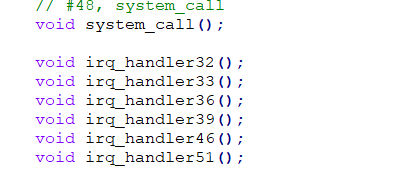 // #48, system_call
void system_call();
void irq_handler32();
void irq_handler33();
void irq_handler36();
void irq_handler39();
void irq_handler46();
void irq_handler51();